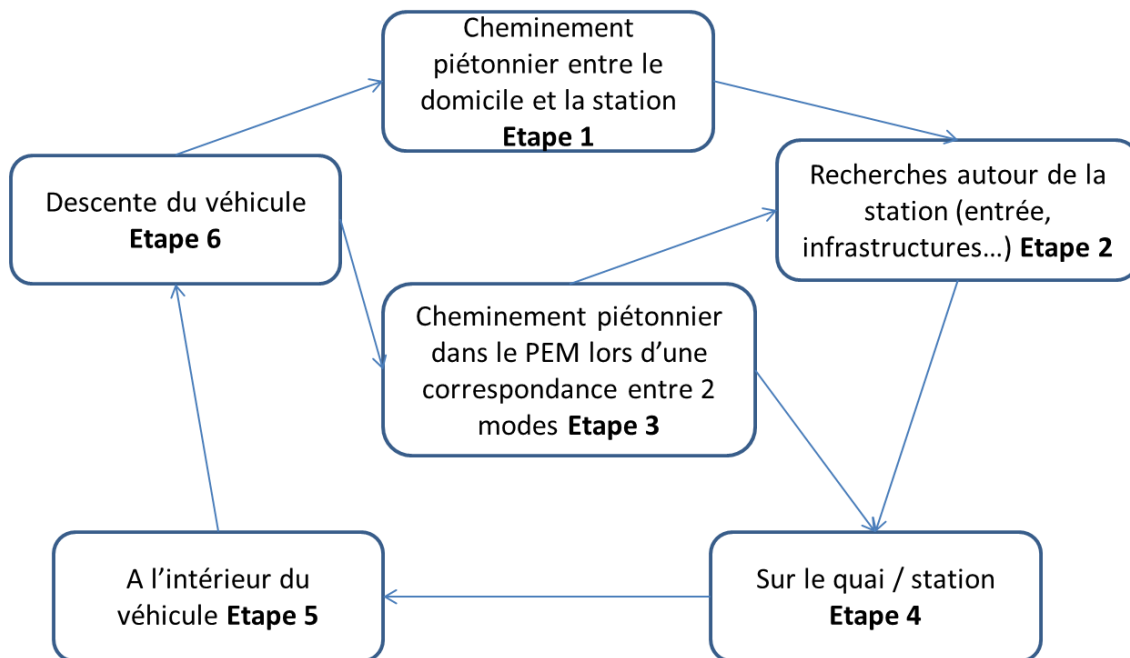 Cheminement
piétonnier entre le
domicile et la station
Etape 1
Recherches autour de la
station (entrée,
infrastructures…) Etape 2
Descente du véhicule
Etape 6
Cheminement piétonnier
dans le PEM lors d’une
correspondance entre 2
modes Etape 3
A l’intérieur du
véhicule Etape 5
Sur le quai / station
Etape 4